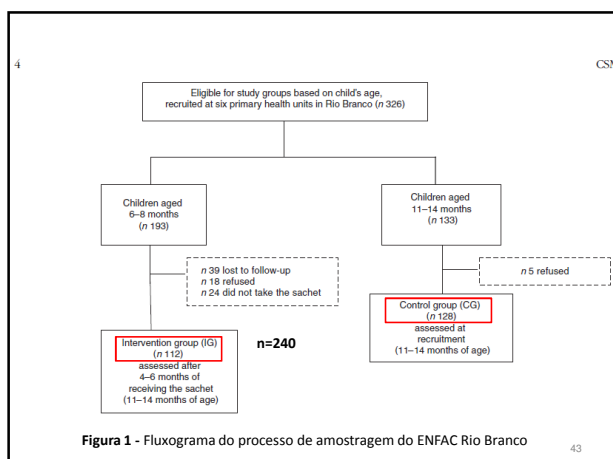 4
CSM
Eligible for study groups based on child's age,
recruited at six primary health units in Rio Branco (n 326)
Children aged
6–8 months
(n 193)
Children aged
11–14 months
(n 133)
n 39 lost to follow-up
n 18 refused
n 24 did not take the sachet
n 5 refused
Intervention group (IG)
(n 112)
assessed after
4–6 months of
receiving the sachet
(11–14 months of age)
n=240
Control group (CG)
(n 128)
assessed at
recruitment
(11–14 months of age)
Figura 1 - Fluxograma do processo de amostragem do ENFAC Rio Branco
43